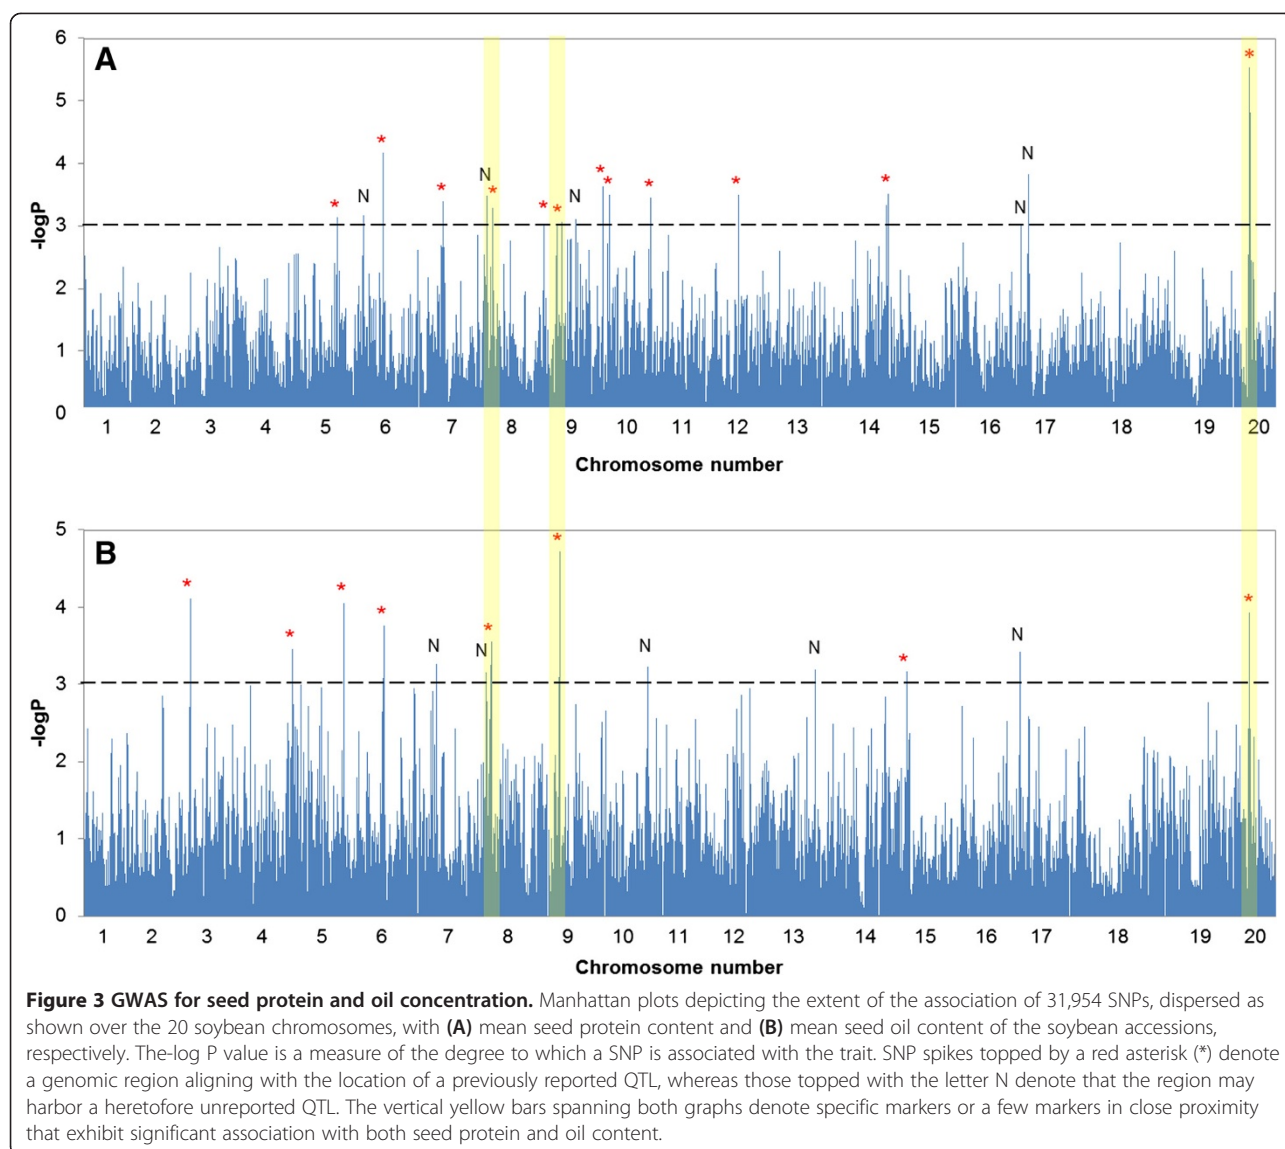 A
6
5
4
3
2
1
0
-logP
* N * * N * * * N * * * * * N N *
1 2 3 4 5 6 7 8 9 10 11 12 13 14 15 16 17 18 19 20
Chromosome number
B
5
4
3
2
1
0
-logP
* * * * N N * * N N * N *
1 2 3 4 5 6 7 8 9 10 11 12 13 14 15 16 17 18 19 20
Chromosome number
Figure 3 GWAS for seed protein and oil concentration. Manhattan plots depicting the extent of the association of 31,954 SNPs, dispersed as
shown over the 20 soybean chromosomes, with (A) mean seed protein content and (B) mean seed oil content of the soybean accessions,
respectively. The-log P value is a measure of the degree to which a SNP is associated with the trait. SNP spikes topped by a red asterisk (*) denote
a genomic region aligning with the location of a previously reported QTL, whereas those topped with the letter N denote that the region may
harbor a heretofore unreported QTL. The vertical yellow bars spanning both graphs denote specific markers or a few markers in close proximity
that exhibit significant association with both seed protein and oil content.